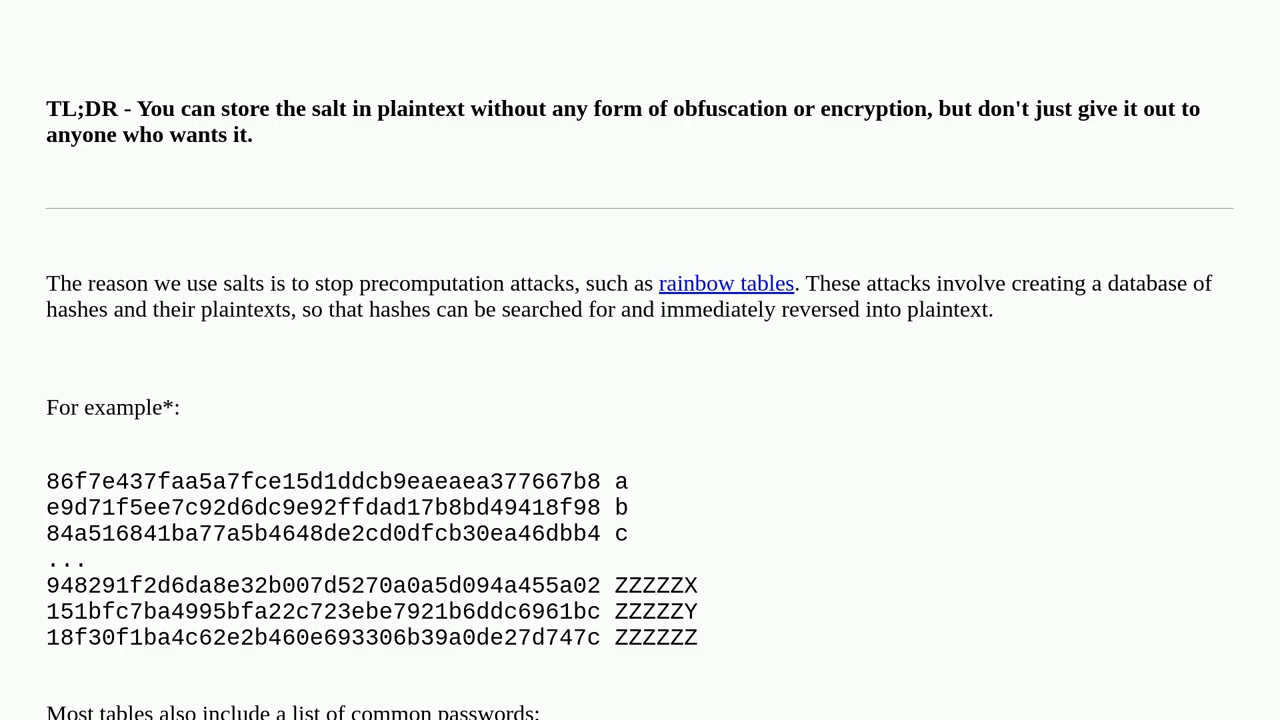 TL;DR - You can store the salt in plaintext without any form of obfuscation or encryption, but don't just give it out to
anyone who wants it.
The reason we use salts is to stop precomputation attacks, such as rainbow tables. These attacks involve creating a database of
hashes and their plaintexts, so that hashes can be searched for and immediately reversed into plaintext.
For example*:
86f7e437faa5a7fce15d1ddcb9eaeaea377667b8 a
e9d71f5ee7c92d6dc9e92ffdad17b8bd49418f98 b
84a516841ba77a5b4648de2cd0dfcb30ea46dbb4 c
...
948291f2d6da8e32b007d5270a0a5d094a455a02 ZZZZZX
151bfc7ba4995bfa22c723ebe7921b6ddc6961bc ZZZZZY
18f30f1ba4c62e2b460e693306b39a0de27d747c ZZZZZZ
Most tables also include a list of common passwords: